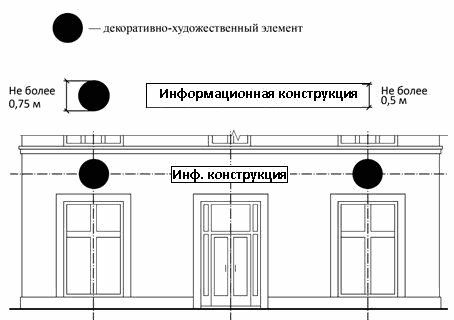 — декоративно-художественный элемент
Не более
0,75 м
Информационная конструкция
Не более
0,5 м
Инф. конструкция